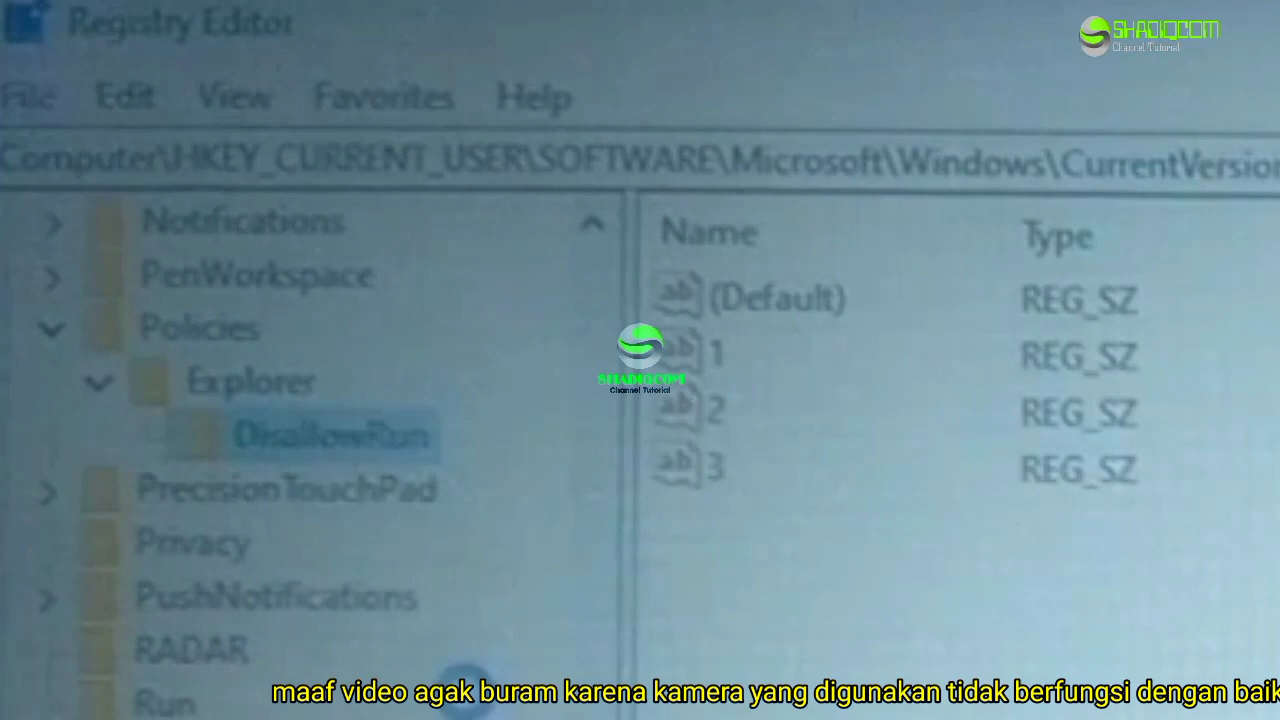 Registry Editor
SHADIQCOM
Channel Tutorial
File Edit View Favorites Help
Computer\HKEY_CURRENT_USER\SOFTWARE\Microsoft\Windows\CurrentVersion
Notifications
PenWorkspace
Policies
Explorer
DisallowRun
PrecisionTouchPad
Privacy
PushNotifications
RADAR
Run
Name Type
(Default) REG_SZ
1 REG_SZ
2 REG_SZ
3 REG_SZ
SHADIQCOM
Channel Tutorial
maaf video agak buram karena kamera yang digunakan tidak berfungsi dengan baik